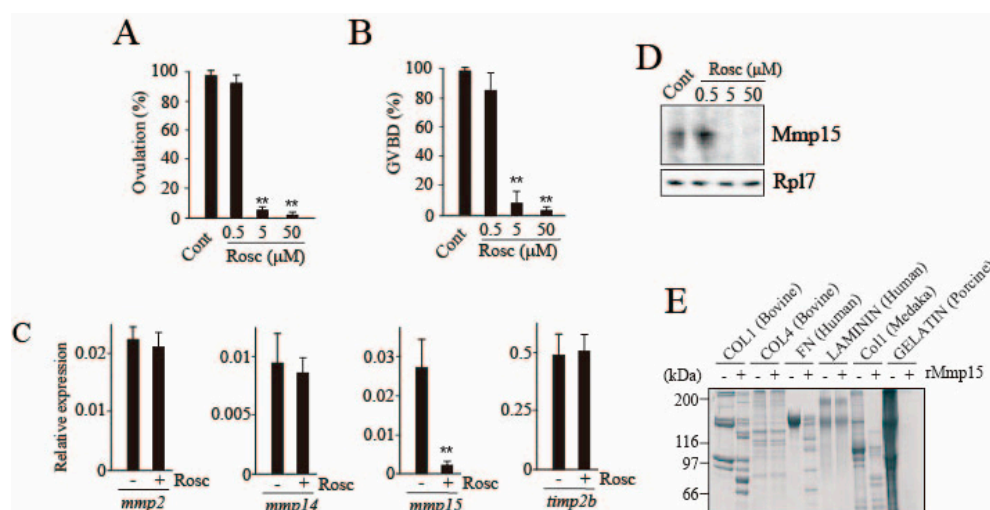 A
Ovulation (%)
100
80
60
40
20
0
**
**
Cont
0.5 5 50
Rosc (μM)
B
GVBD (%)
100
80
60
40
20
0
**
**
Cont
0.5 5 50
Rosc (μM)
D
Cont
Rosc (μM)
0.5 5 50
Mmp15
Rpl7
C
Relative expression
0.02
0.01
0
- + Rosc
mmp2
0.01
0.005
0
- + Rosc
mmp14
0.03
0.02
0.01
0
**
- + Rosc
mmp15
0.5
0.25
0
- + Rosc
timp2b
E
COL1 (Bovine)
COL4 (Bovine)
FN (Human)
LAMININ (Human)
Col1 (Medaka)
GELATIN (Porcine)
- + - + - + - + - + - + rMmp15
(kDa)
200
116
97
66